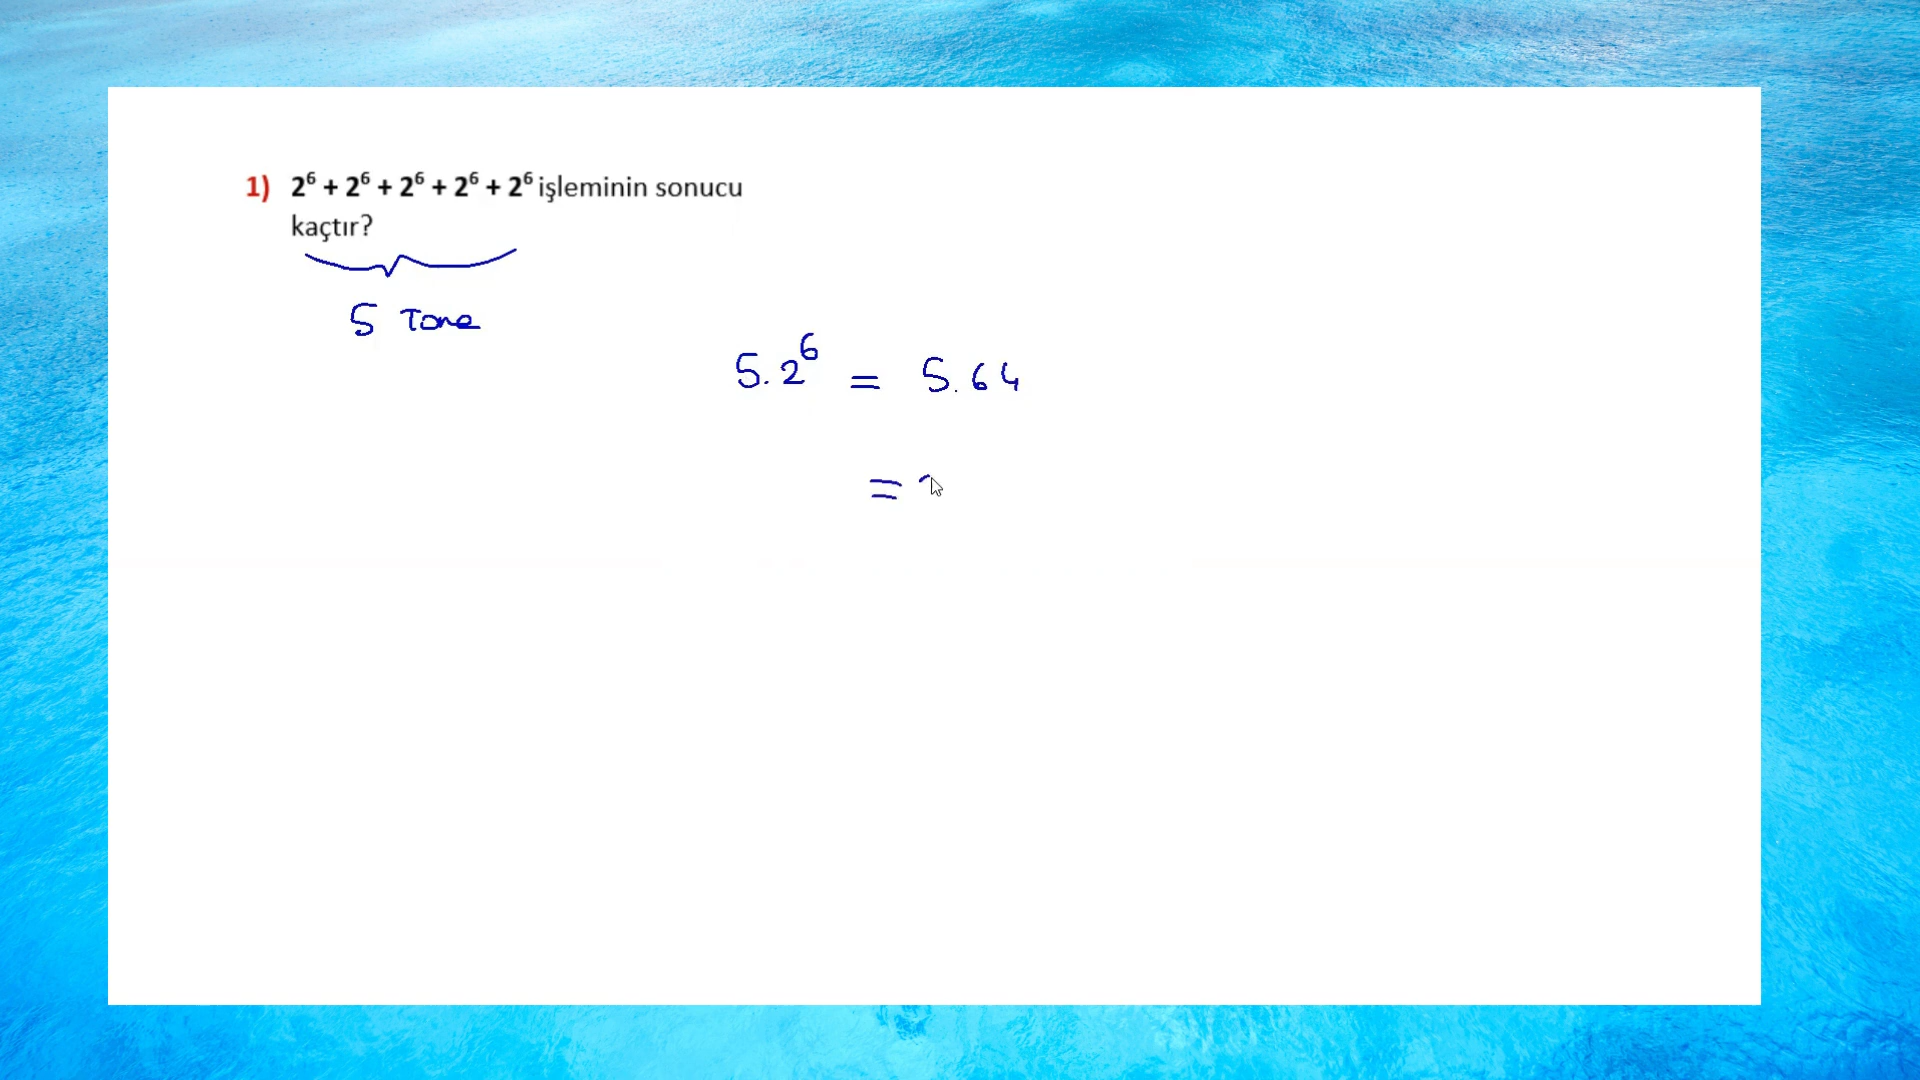 1) 2⁶ + 2⁶ + 2⁶ + 2⁶ + 2⁶ işleminin sonucu
kaçtır?
5 Tane
5.2⁶ = 5.64
=